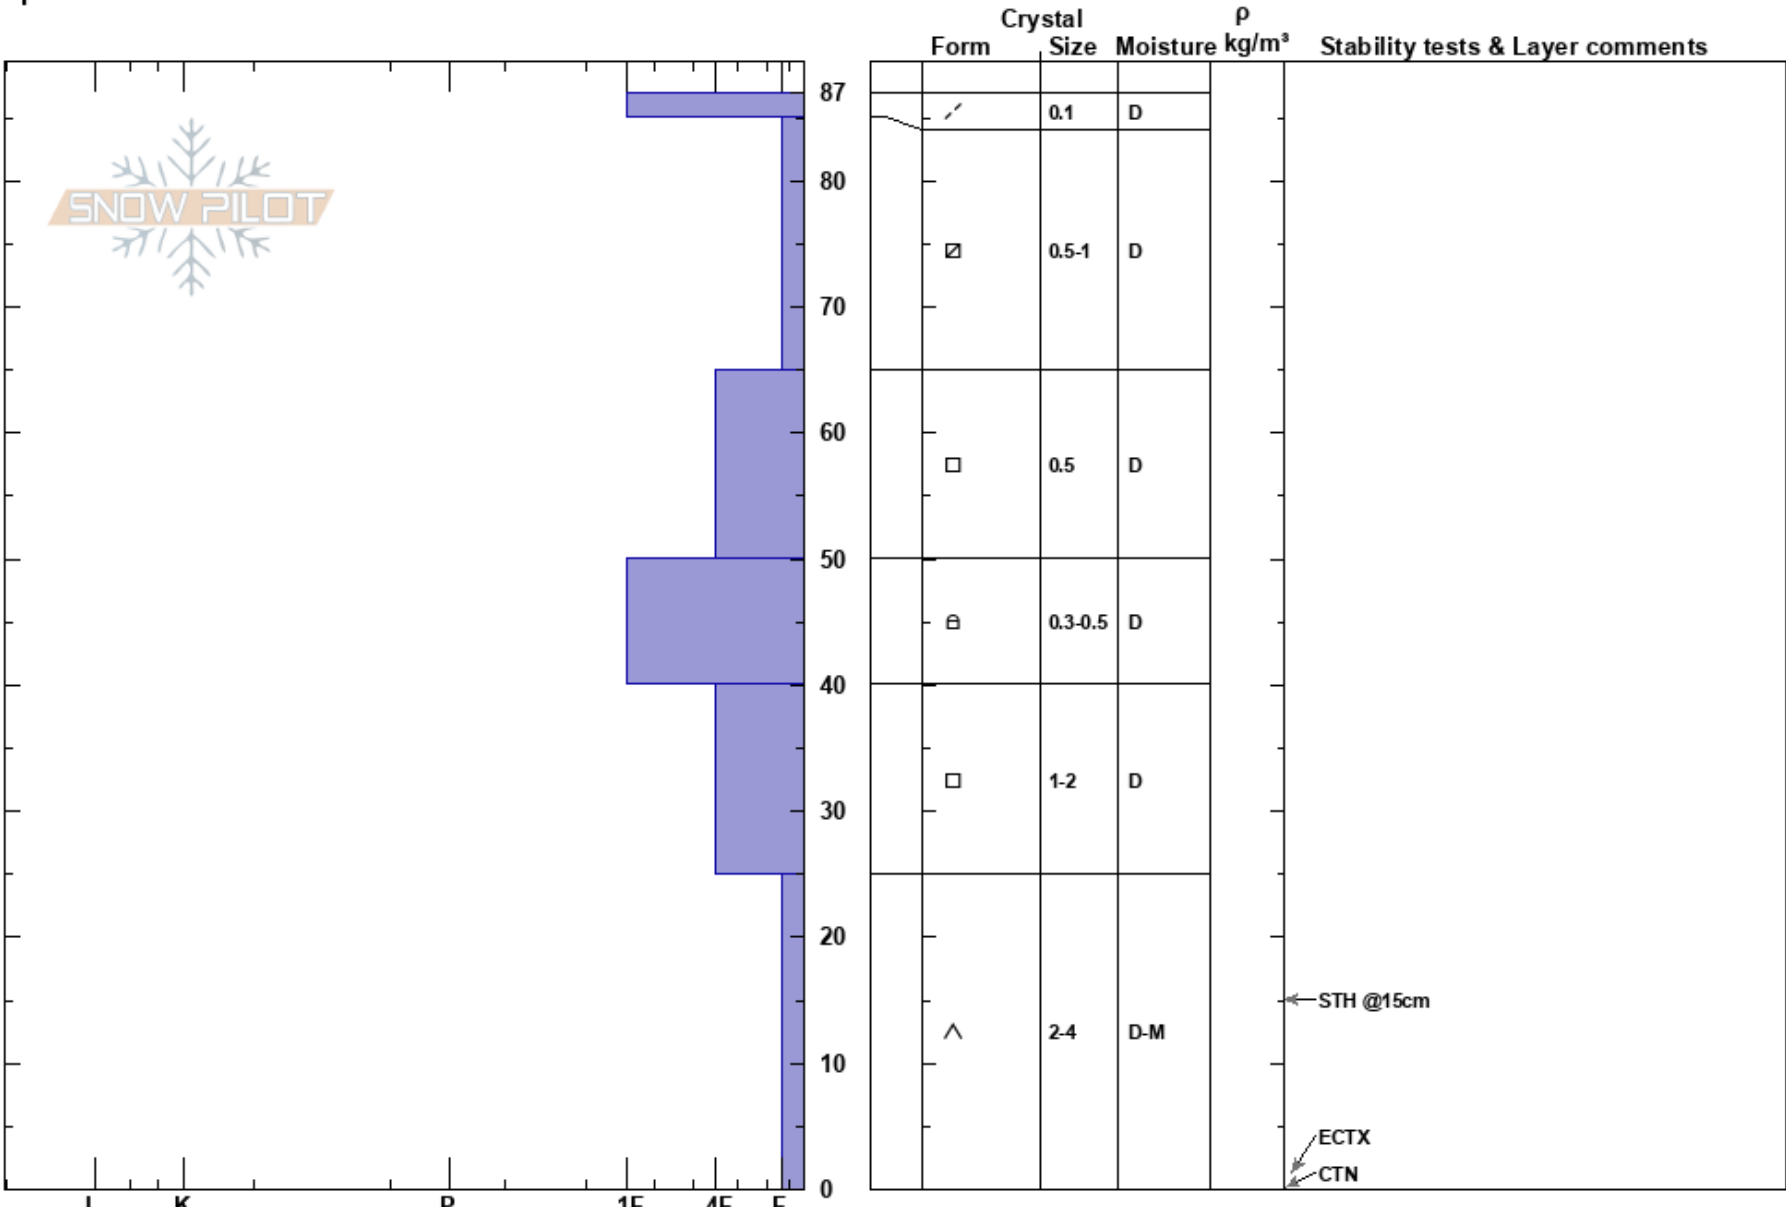 Crystal ρ
Form Size Moisture kg/m³ Stability tests & Layer comments
87
0.1 D
SNOW PILOT
80
0.5-1 D
70
60
0.5 D
50
0.3-0.5 D
40
1-2 D
30
20
STH @15cm
2-4 D-M
10
ECTX
CTN
0
I K P 1F 4F F